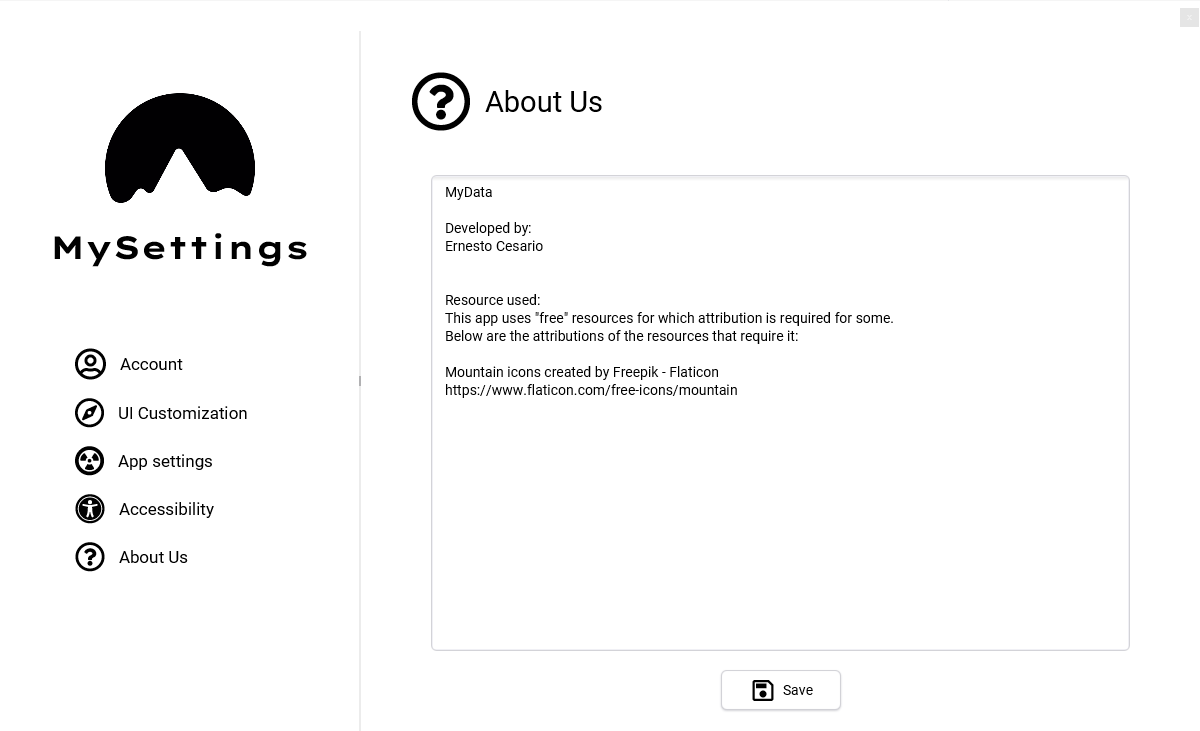 MySettings
Account
UI Customization
App settings
Accessibility
About Us
About Us
MyData
Developed by:
Ernesto Cesario
Resource used:
This app uses "free" resources for which attribution is required for some.
Below are the attributions of the resources that require it:
Mountain icons created by Freepik - Flaticon
https://www.flaticon.com/free-icons/mountain
Save